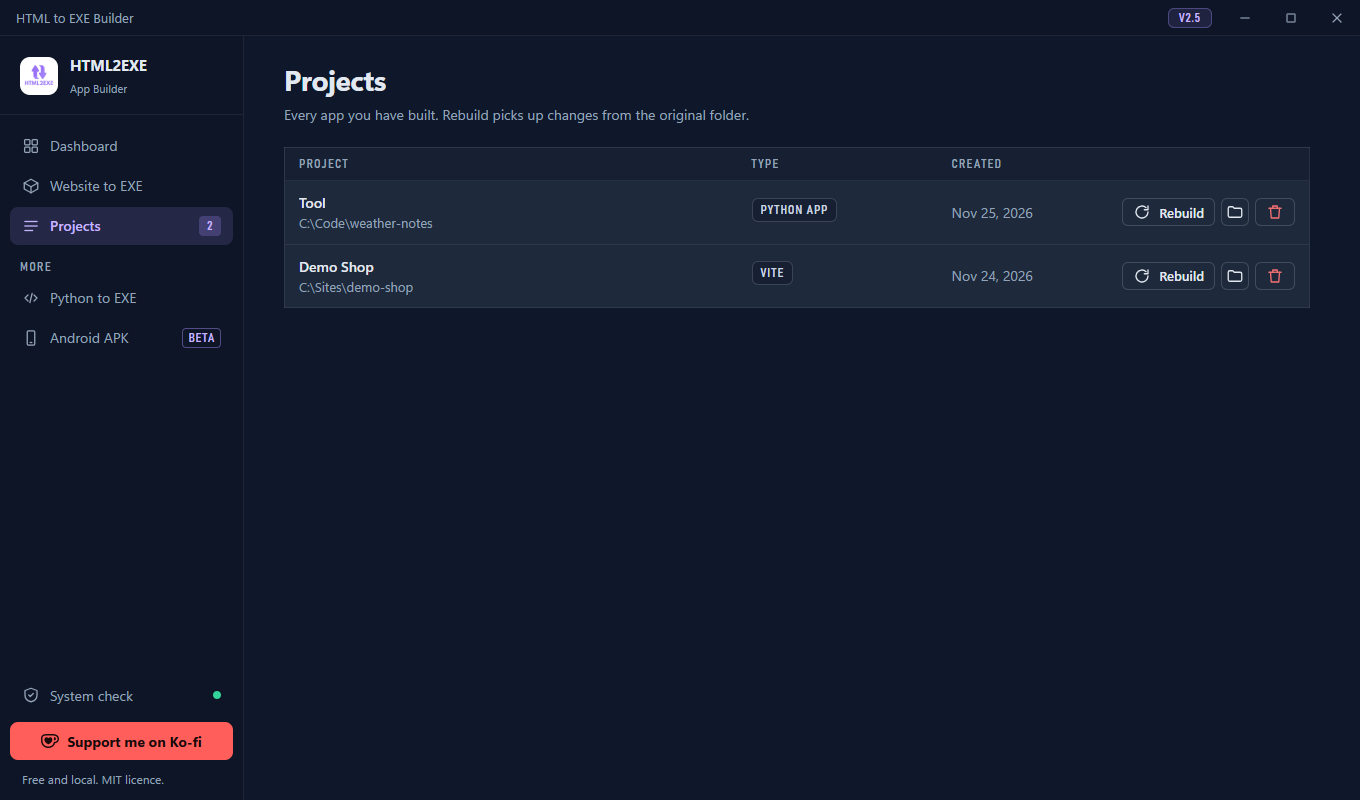 HTML to EXE Builder
V2.5
HTML2EXE
HTML2EXE
App Builder
Dashboard
Website to EXE
Projects 2
MORE
Python to EXE
Android APK BETA
System check
Support me on Ko-fi
Free and local. MIT licence.
Projects
Every app you have built. Rebuild picks up changes from the original folder.
PROJECT TYPE CREATED
Tool
C:\Code\weather-notes
PYTHON APP
Nov 25, 2026
Rebuild
Demo Shop
C:\Sites\demo-shop
VITE
Nov 24, 2026
Rebuild